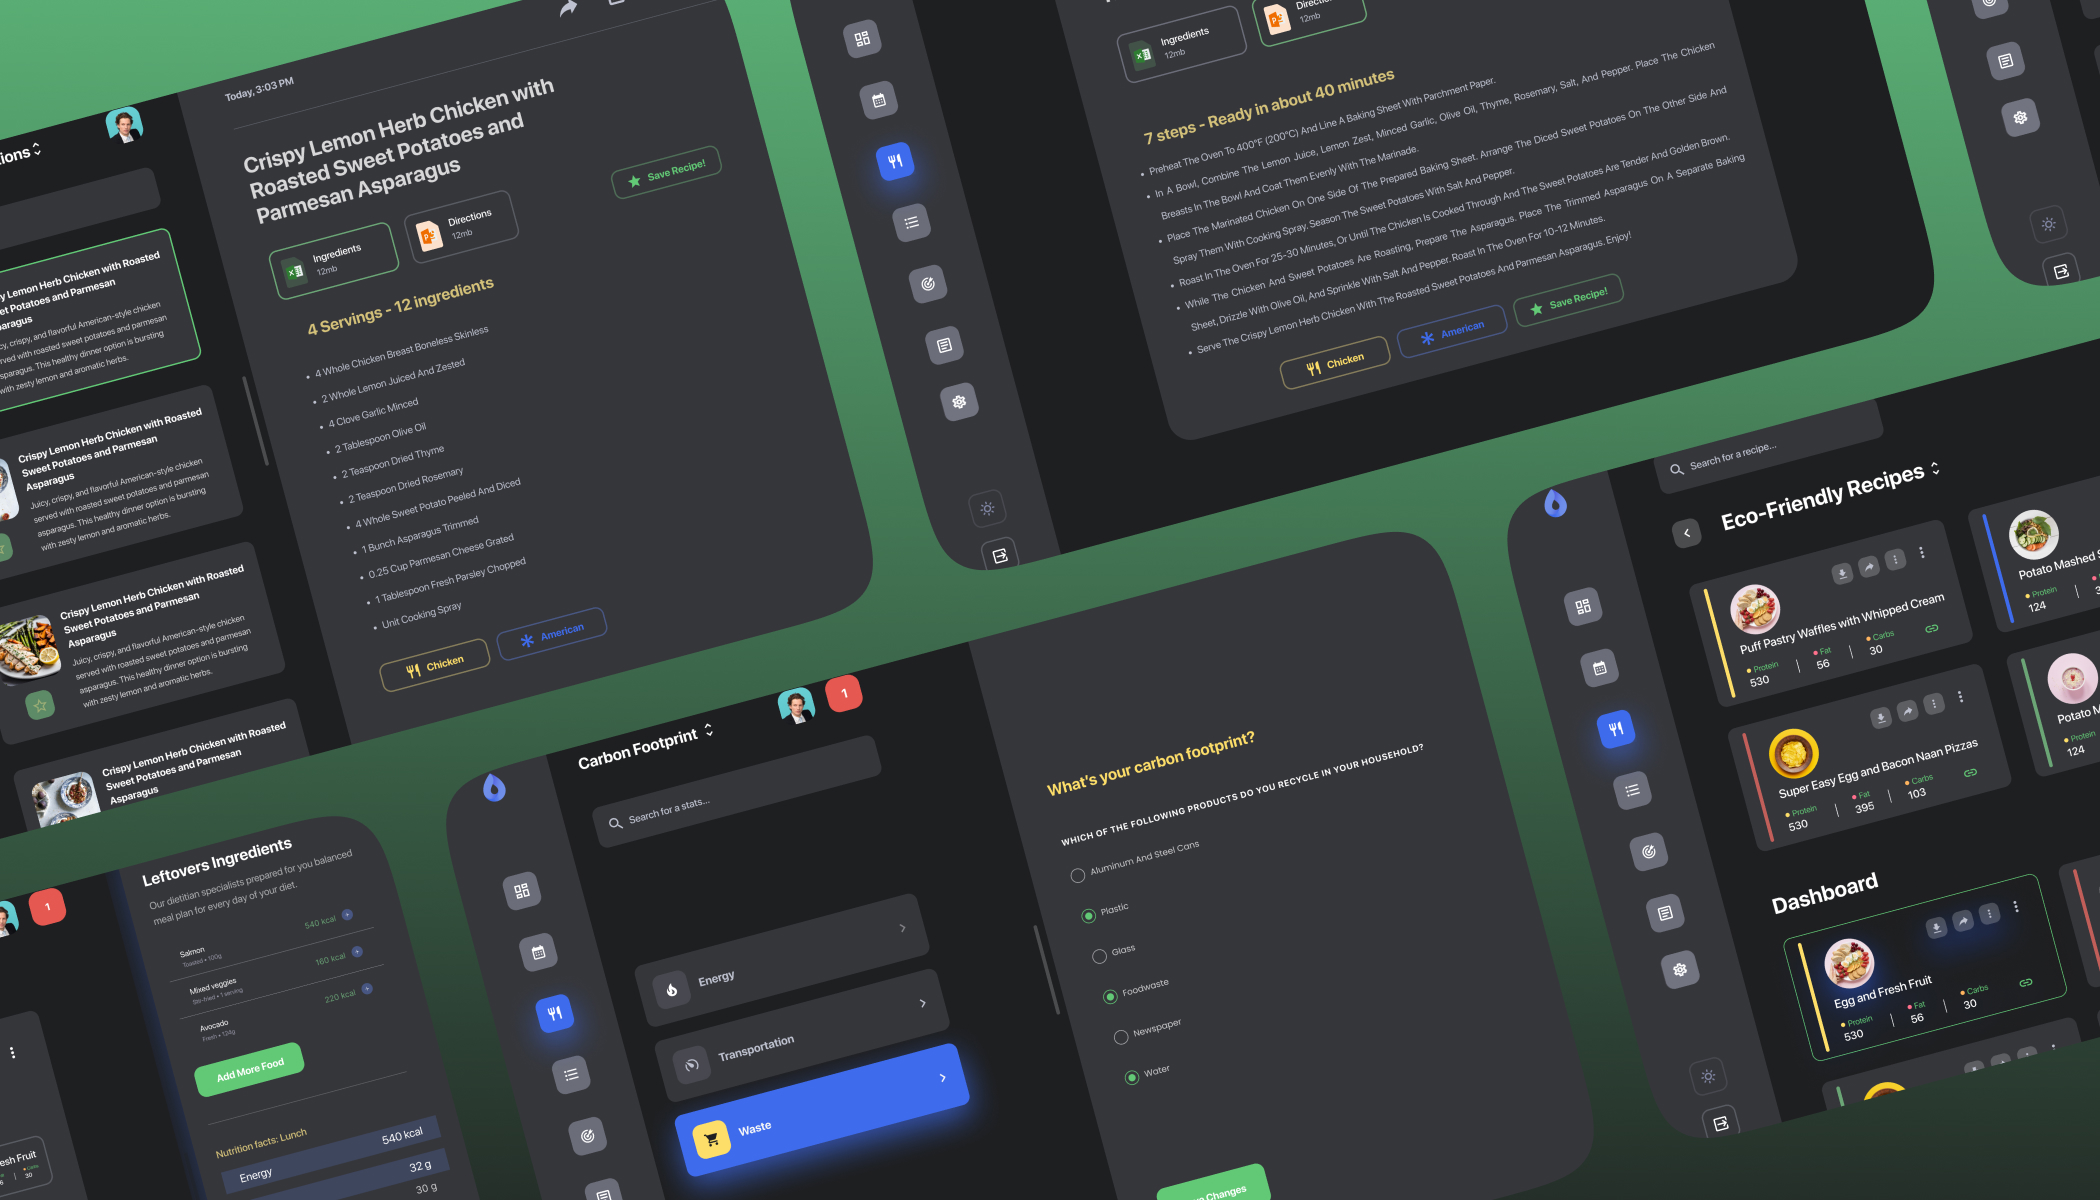 Today, 3:03 PM
Crispy Lemon Herb Chicken with
Roasted Sweet Potatoes and
Parmesan Asparagus
Save Recipe!
Ingredients
12mb
Directions
12mb
4 Servings - 12 ingredients
• 4 Whole Chicken Breast Boneless Skinless
• 2 Whole Lemon Juiced And Zested
• 4 Clove Garlic Minced
• 2 Tablespoon Olive Oil
• 2 Teaspoon Dried Thyme
• 2 Teaspoon Dried Rosemary
• 4 Whole Sweet Potato Peeled And Diced
• 1 Bunch Asparagus Trimmed
• 0.25 Cup Parmesan Cheese Grated
• 1 Tablespoon Fresh Parsley Chopped
• Unit Cooking Spray
Chicken
American
Lemon Herb Chicken with Roasted
Potatoes and Parmesan
crispy, and flavorful American-style chicken
with roasted sweet potatoes and parmesan
asparagus. This healthy dinner option is bursting
with zesty lemon and aromatic herbs.
Crispy Lemon Herb Chicken with Roasted
Sweet Potatoes and Parmesan
Asparagus
Juicy, crispy, and flavorful American-style chicken
served with roasted sweet potatoes and parmesan
asparagus. This healthy dinner option is bursting
with zesty lemon and aromatic herbs.
Crispy Lemon Herb Chicken with Roasted
Sweet Potatoes and Parmesan
Asparagus
Juicy, crispy, and flavorful American-style chicken
served with roasted sweet potatoes and parmesan
asparagus. This healthy dinner option is bursting
with zesty lemon and aromatic herbs.
Crispy Lemon Herb Chicken with Roasted
Sweet Potatoes and Parmesan
Asparagus
Ingredients
12mb
12mb
7 steps - Ready in about 40 minutes
• Preheat The Oven To 400°F (200°C) And Line A Baking Sheet With Parchment Paper.
• In A Bowl, Combine The Lemon Juice, Lemon Zest, Minced Garlic, Olive Oil, Thyme, Rosemary, Salt, And Pepper. Place The Chicken
Breasts In The Bowl And Coat Them Evenly With The Marinade.
• Place The Marinated Chicken On One Side Of The Prepared Baking Sheet. Arrange The Diced Sweet Potatoes On The Other Side And
Spray Them With Cooking Spray. Season The Sweet Potatoes With Salt And Pepper.
• Roast In The Oven For 25-30 Minutes, Or Until The Chicken Is Cooked Through And The Sweet Potatoes Are Tender And Golden Brown.
• While The Chicken And Sweet Potatoes Are Roasting, Prepare The Asparagus. Place The Trimmed Asparagus On A Separate Baking
Sheet, Drizzle With Olive Oil, And Sprinkle With Salt And Pepper. Roast In The Oven For 10-12 Minutes.
• Serve The Crispy Lemon Herb Chicken With The Roasted Sweet Potatoes And Parmesan Asparagus. Enjoy!
Chicken
American
Save Recipe!
Search for a recipe...
Eco-Friendly Recipes
Puff Pastry Waffles with Whipped Cream
Protein
530
Fat
56
Carbs
30
Potato Mashed
Protein
124
Super Easy Egg and Bacon Naan Pizzas
Protein
530
Fat
395
Carbs
103
Potato
Protein
124
Dashboard
Egg and Fresh Fruit
Protein
530
Fat
56
Carbs
30
1
Carbon Footprint
Search for a stats...
Energy
Transportation
Waste
What's your carbon footprint?
WHICH OF THE FOLLOWING PRODUCTS DO YOU RECYCLE IN YOUR HOUSEHOLD?
Aluminum And Steel Cans
Plastic
Glass
Foodwaste
Newspaper
Water
Changes
1
Leftovers Ingredients
Our dietitian specialists prepared for you balanced
meal plan for every day of your diet.
Salmon
Toasted • 100g
540 kcal
Mixed veggies
Stir-fried • 1 serving
160 kcal
Avocado
Fresh • 124g
220 kcal
Add More Food
Nutrition facts: Lunch
Energy
540 kcal
32 g
30 g
Fruit
Carbs
30